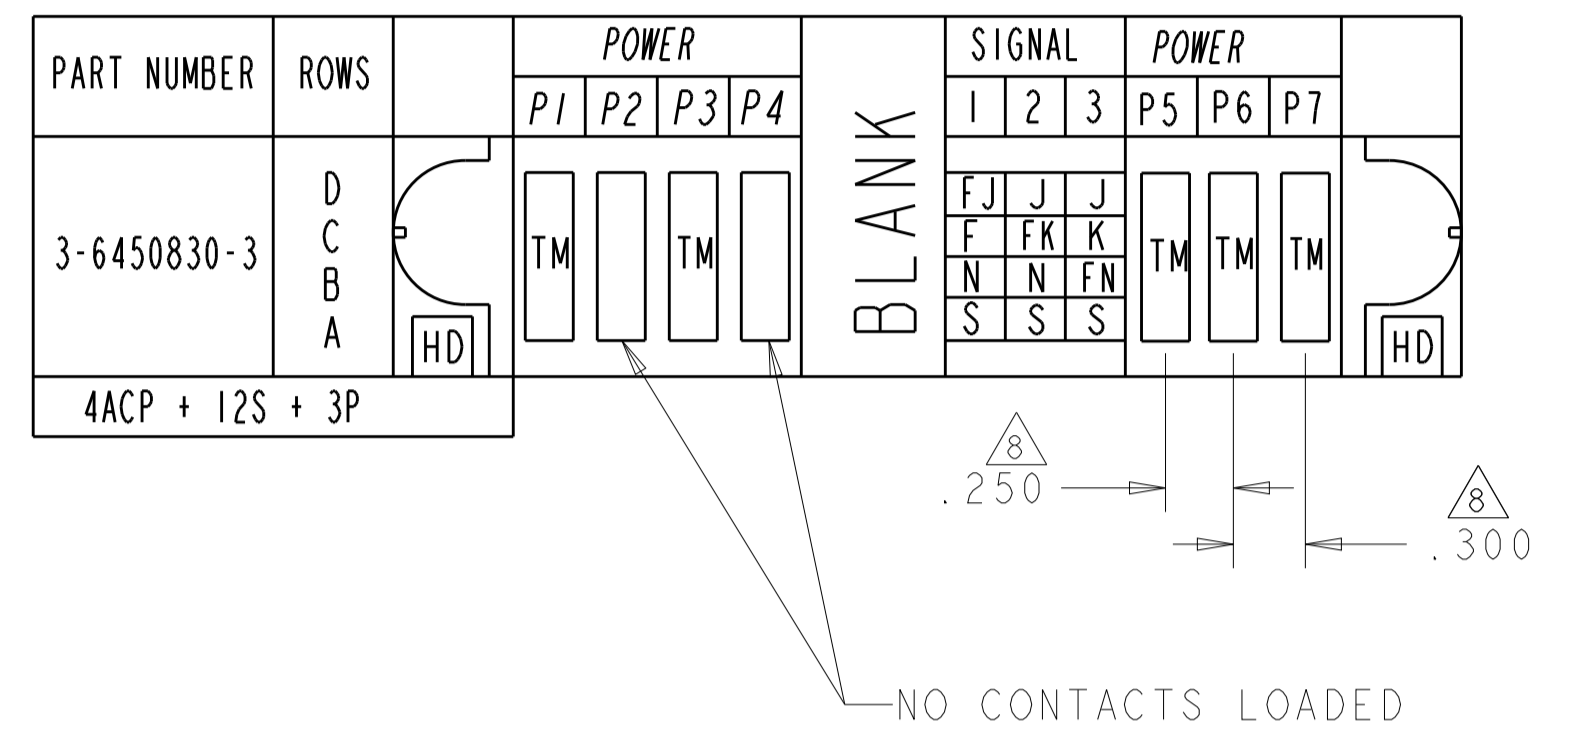 PART NUMBER ROWS POWER BLANK SIGNAL POWER
P1 P2 P3 P4 1 2 3 P5 P6 P7
3-6450830-3
D
C
B
A
HD
TM TM
FJ J J
F FK K
N N FN
S S S
TM TM TM
HD
4ACP + 12S + 3P
8
.250
8
.300
NO CONTACTS LOADED